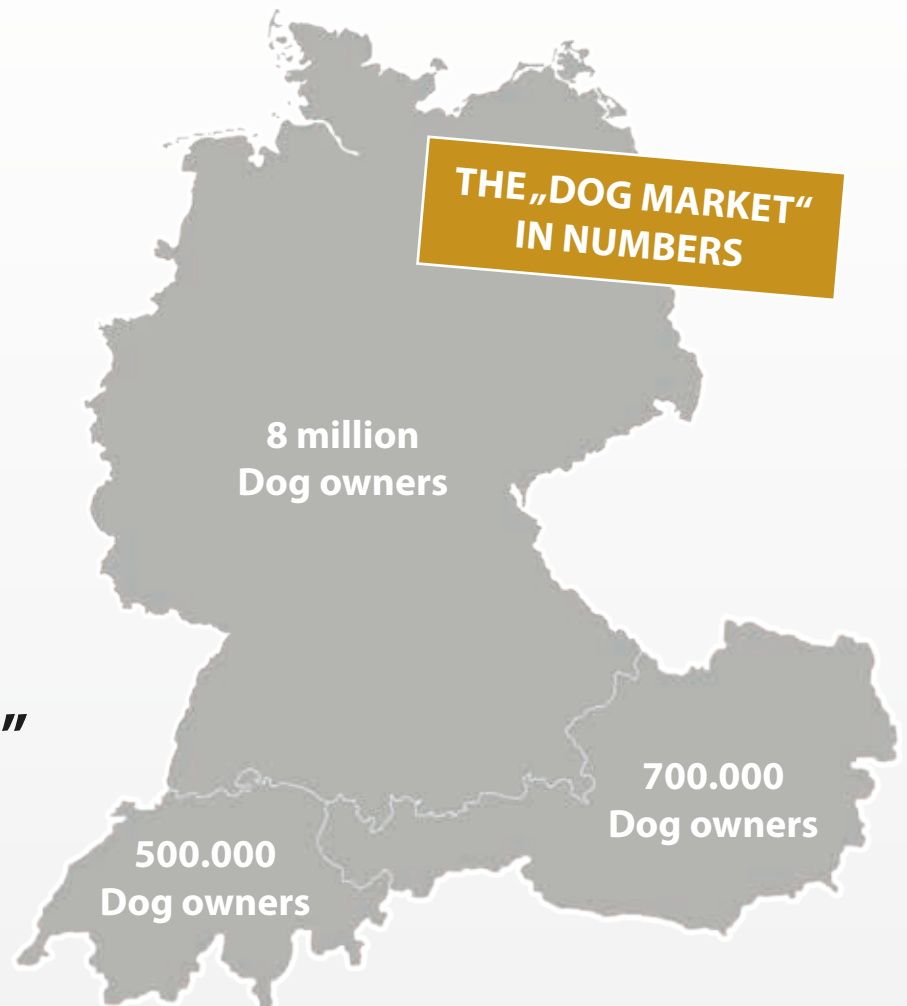 THE „DOG MARKET“
IN NUMBERS
8 million
Dog owners
"
700.000
Dog owners
500.000
Dog owners